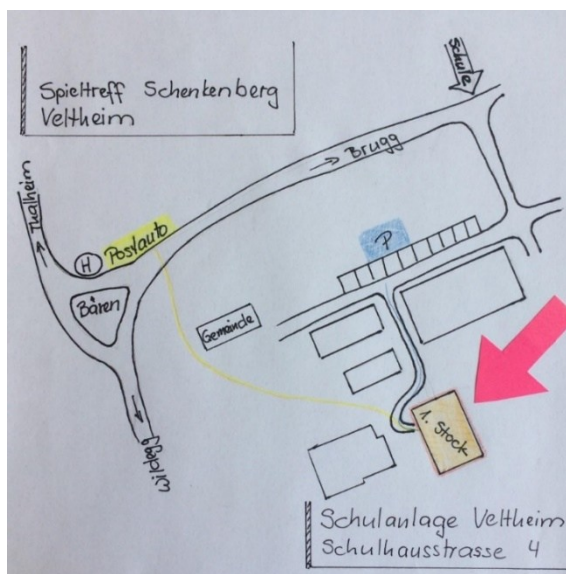 Spieltreff Schenkenberg
Veltheim
Schule
Brugg
Thalheim
H
Postauto
P
Bären
Gemeinde
1. Stock
Wildegg
Schulanlage Veltheim
Schulhausstrasse 4